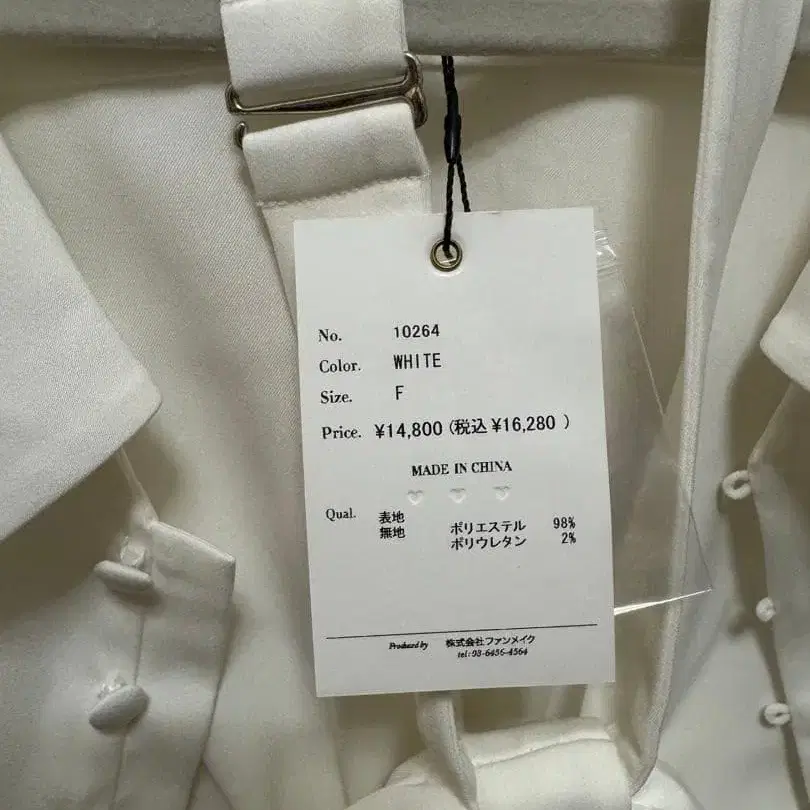 No. 10264
Color. WHITE
Size. F
Price. ¥14,800 (税込 ¥16,280 )
MADE IN CHINA
Qual. 表地 ポリエステル 98%
無地 ポリウレタン 2%
Produced by 株式会社ファンメイク
tel:03-6456-4564